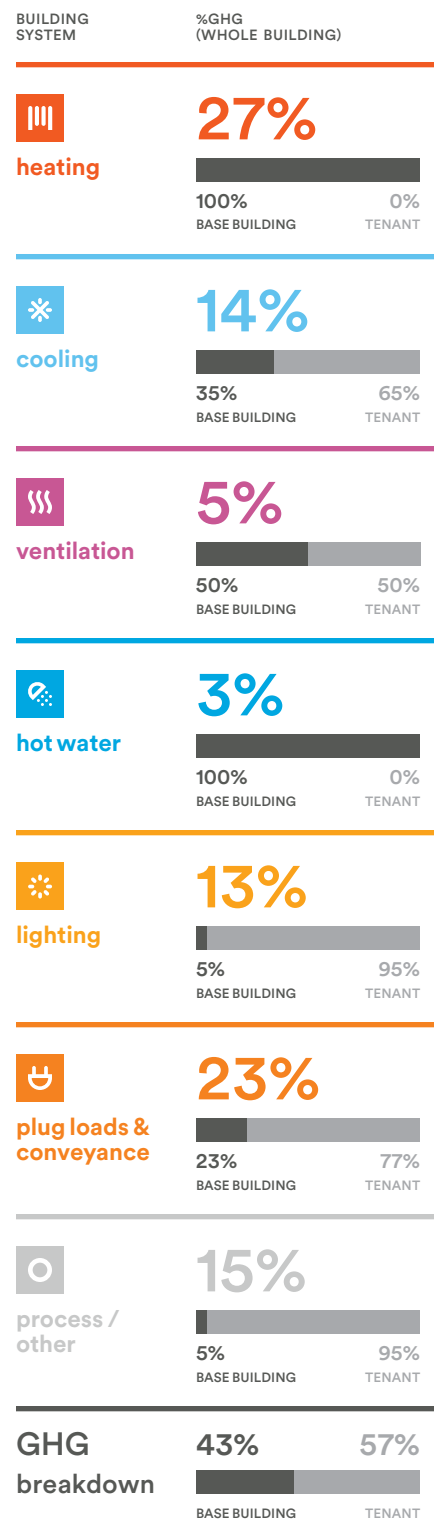 BUILDING SYSTEM
%GHG (WHOLE BUILDING)
27%
heating
100% 0%
BASE BUILDING TENANT
14%
cooling
35% 65%
BASE BUILDING TENANT
5%
ventilation
50% 50%
BASE BUILDING TENANT
3%
hot water
100% 0%
BASE BUILDING TENANT
13%
lighting
5% 95%
BASE BUILDING TENANT
23%
plug loads &
conveyance
23% 77%
BASE BUILDING TENANT
15%
process /
other
5% 95%
BASE BUILDING TENANT
GHG 43% 57%
breakdown
BASE BUILDING TENANT